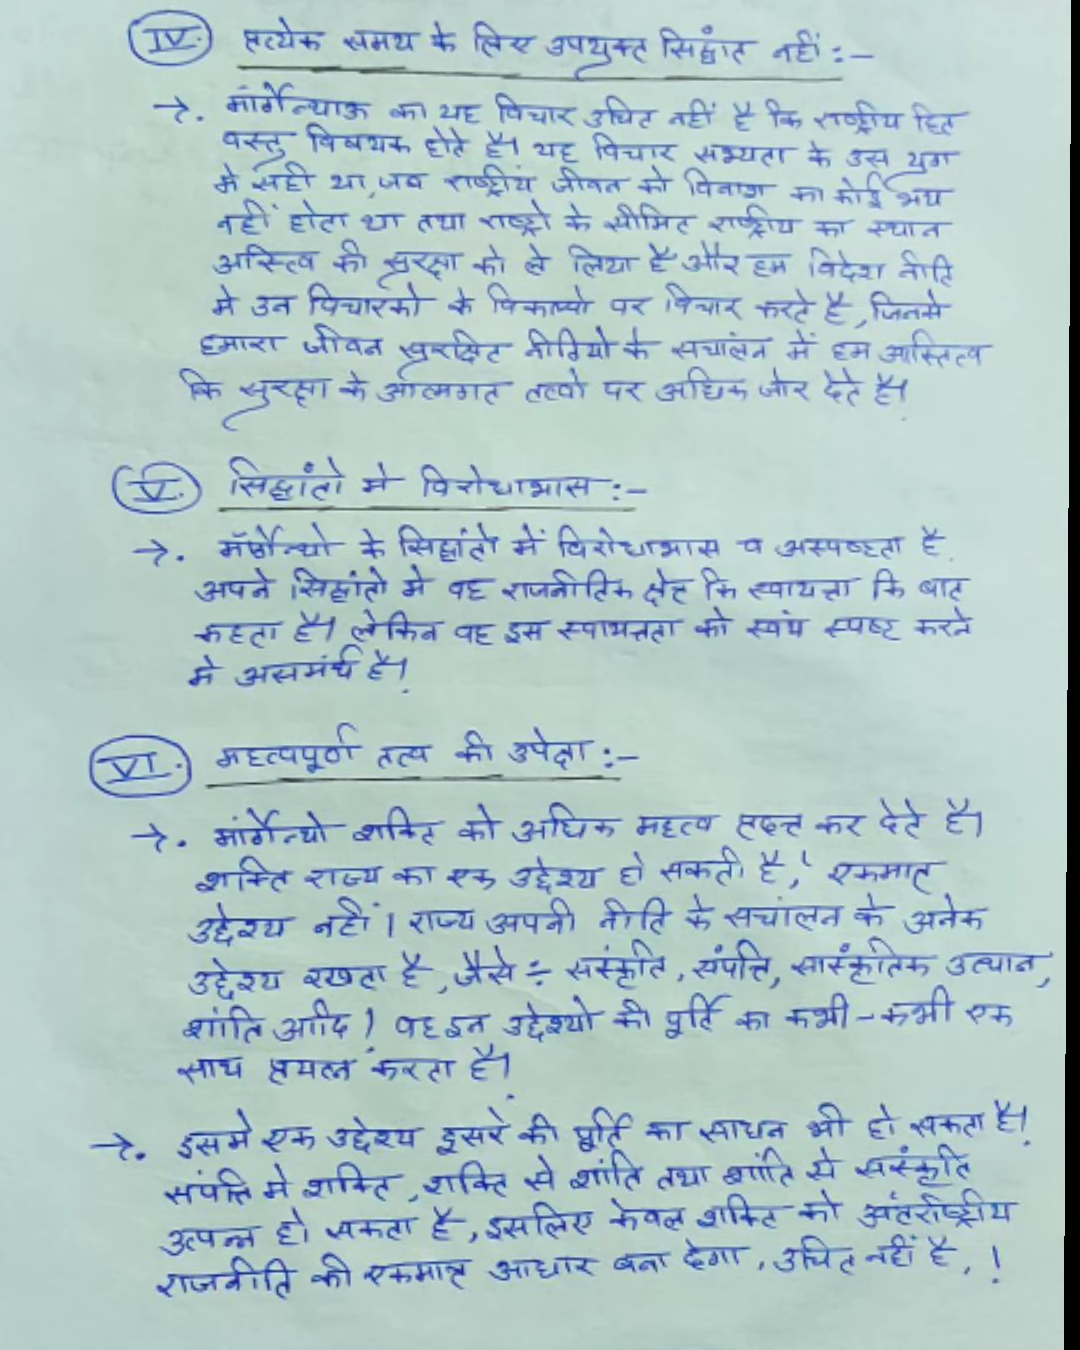 IV. प्रत्येक समय के लिए उपयुक्त सिद्धांत नहीं :-
→. मॉर्गेन्थाऊ का यह विचार उचित नहीं है कि राष्ट्रीय हित
वस्तु विषयक होते है। यह विचार सभ्यता के उस युग
मे सही था, जब राष्ट्रीय जीवन को विनाश का कोई भय
नहीं होता था तथा राष्ट्रो के सीमित राष्ट्रीय का स्थान
अस्तित्व की सुरक्षा को ले लिया है और हम विदेश नीति
मे उन विचारको के विकल्पो पर विचार करते है, जिनसे
हमारा जीवन सुरक्षित नीतियो के संचालन में हम अस्तित्व
कि सुरक्षा के आत्मगत तत्वो पर अधिक जोर देते है।
V. सिद्धांतो मे विरोधाभास :-
→. मॉर्गेन्थो के सिद्धांतो में विरोधाभास व अस्पष्टता है
अपने सिद्धांतो मे वह राजनीतिक क्षेत्र कि स्वायत्ता कि बात
कहता है। लेकिन वह इस स्वायत्तता को स्वंय स्पष्ट करने
मे असमंर्थ है।
VI. महत्वपूर्ण तत्व की उपेक्षा :-
→. मार्गेन्थो शक्ति को अधिक महत्व प्रदत्त कर देते है।
शक्ति राज्य का एक उद्देश्य हो सकती है, एकमात्र
उद्देश्य नहीं। राज्य अपनी नीति के सचांलन के अनेक
उद्देश्य रखता है, जैसे ÷ संस्कृति, संपत्ति, सांस्कृतिक उत्थान,
शांति आदि। वह इन उद्देश्यो की पूर्ति का कभी-कभी एक
साथ प्रयत्न करता है।
→. इसमे एक उद्देश्य दूसरे की पूर्ति का साधन भी हो सकता है।
संपत्ति मे शक्ति, शक्ति से शांति तथा शांति से संस्कृति
उत्पन्न हो सकता है, इसलिए केवल शक्ति को अंतर्राष्ट्रीय
राजनीति की एकमात्र आधार बना देगा, उचित नहीं है, !